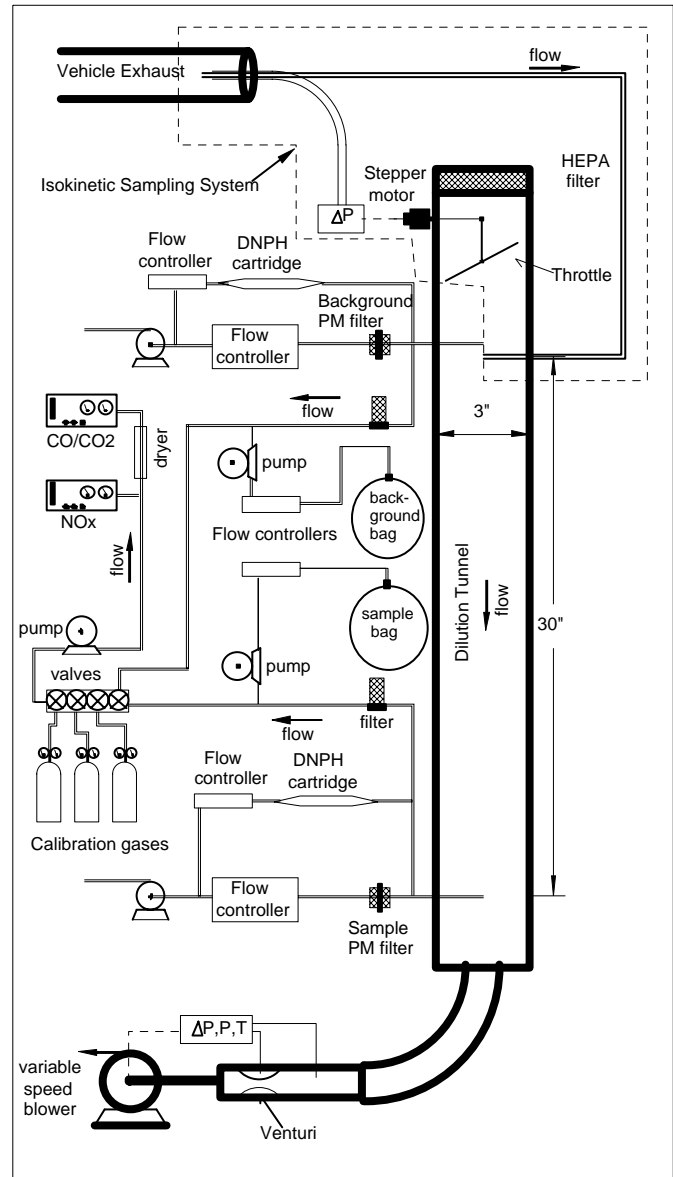 Vehicle Exhaust
flow
Isokinetic Sampling System
HEPA
filter
Stepper
motor
ΔP
Throttle
Flow
controller
DNPH
cartridge
Background
PM filter
Flow
controller
flow
3"
CO/CO2
dryer
pump
back-
ground
bag
NOx
Flow controllers
flow
sample
bag
Dilution Tunnel
flow
30"
pump
pump
valves
filter
flow
Flow
controller
DNPH
cartridge
Calibration gases
Flow
controller
Sample
PM filter
ΔP,P,T
variable
speed
blower
Venturi